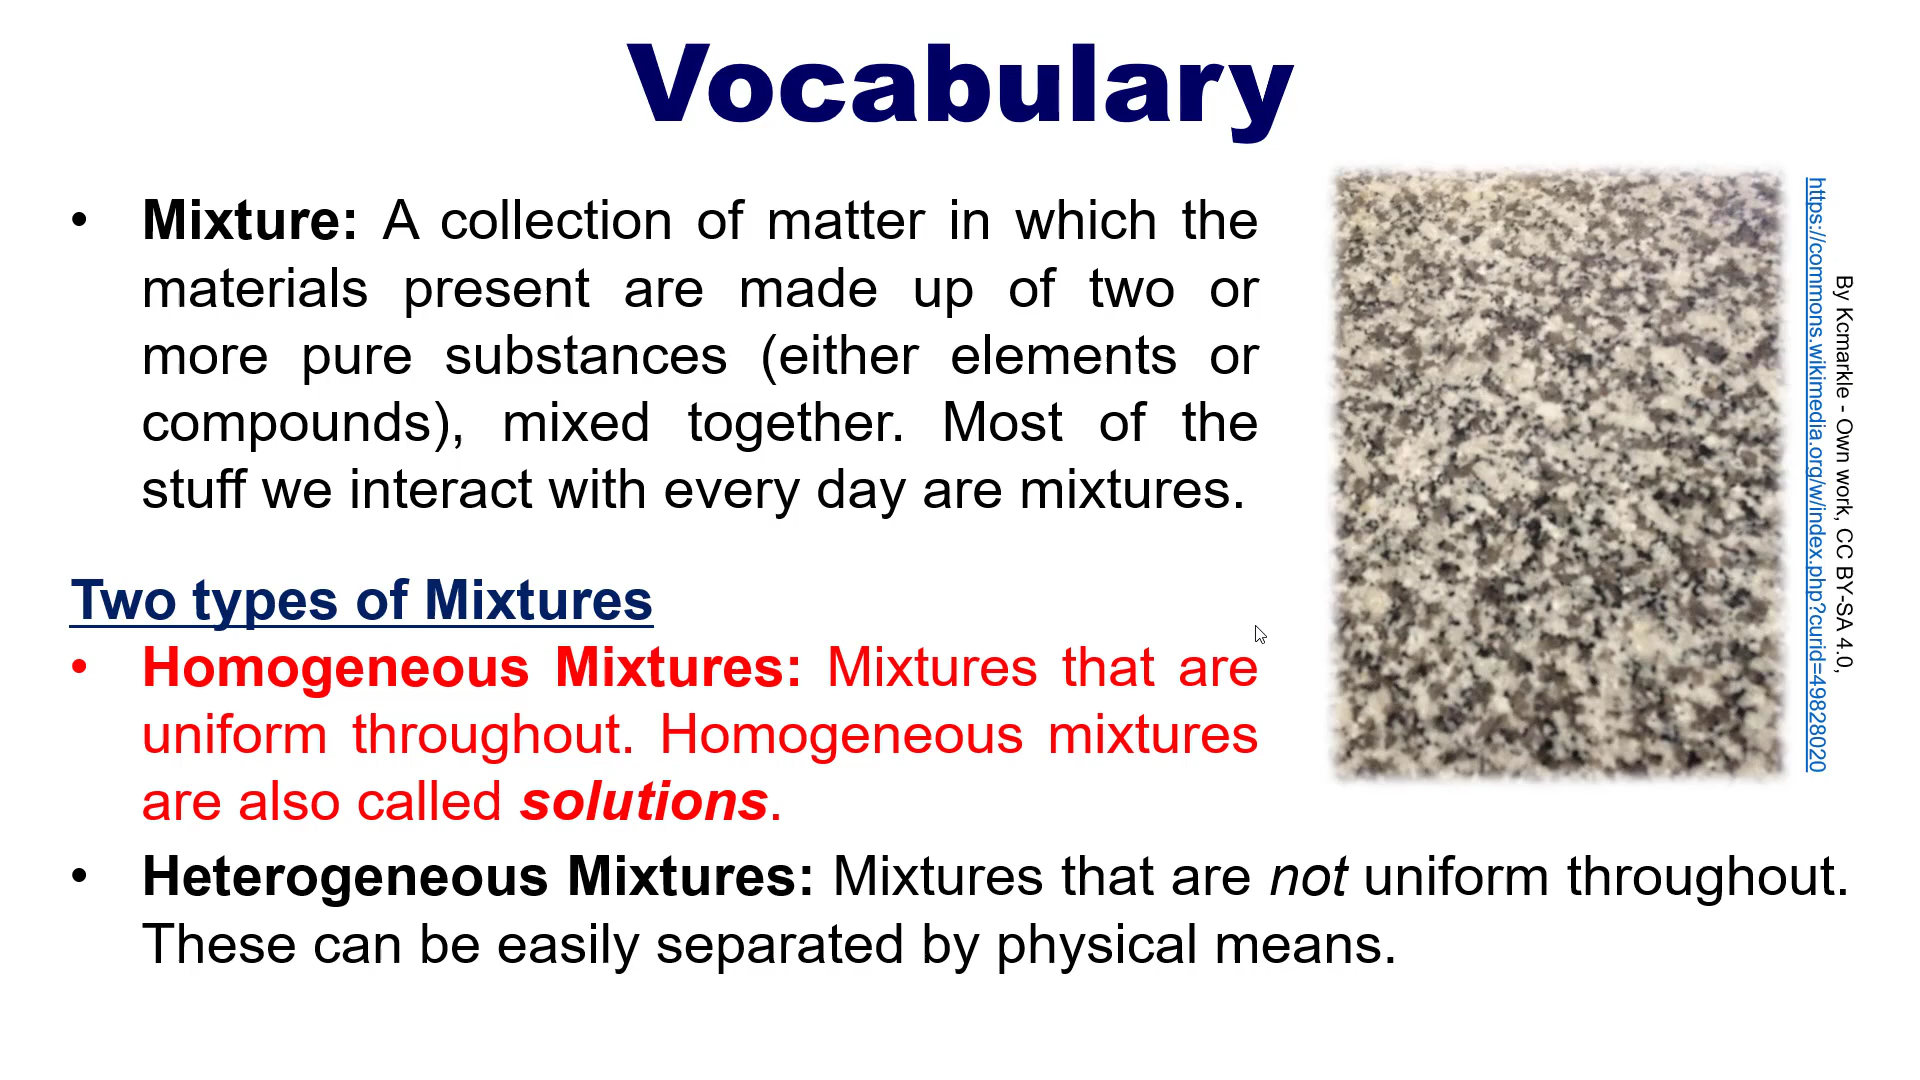 Vocabulary
• Mixture: A collection of matter in which the
materials present are made up of two or
more pure substances (either elements or
compounds), mixed together. Most of the
stuff we interact with every day are mixtures.
Two types of Mixtures
• Homogeneous Mixtures: Mixtures that are
uniform throughout. Homogeneous mixtures
are also called solutions.
• Heterogeneous Mixtures: Mixtures that are not uniform throughout.
These can be easily separated by physical means.
By Kcmarkle - Own work, CC BY-SA 4.0,
https://commons.wikimedia.org/w/index.php?curid=49828020